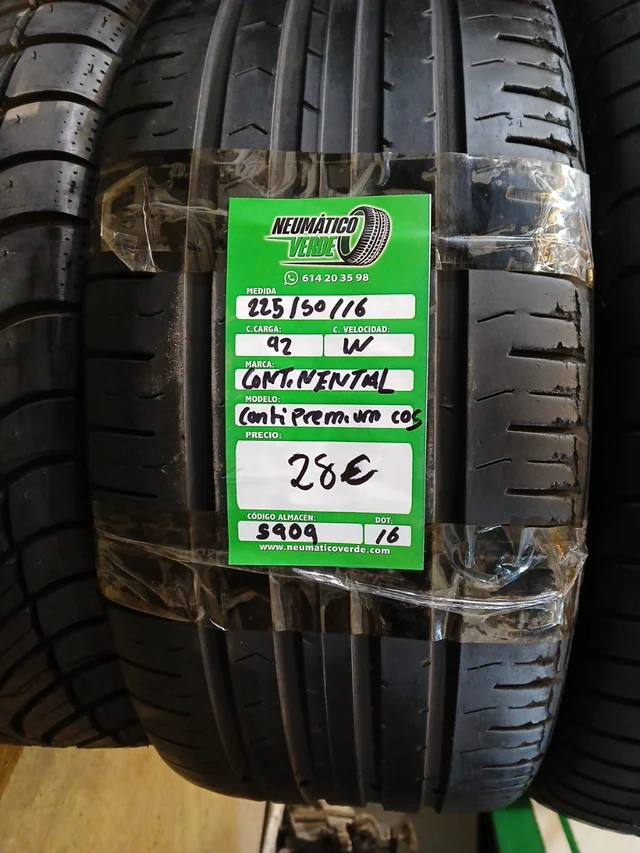 NEUMÁTICO
VERDE
614 20 35 98
MEDIDA
225/50/16
C.CARGA: C. VELOCIDAD:
92 W
MARCA:
CONTINENTAL
MODELO:
Contipremium co5
PRECIO:
28€
CÓDIGO ALMACÉN: DOT:
5909 16
www.neumaticoverde.com